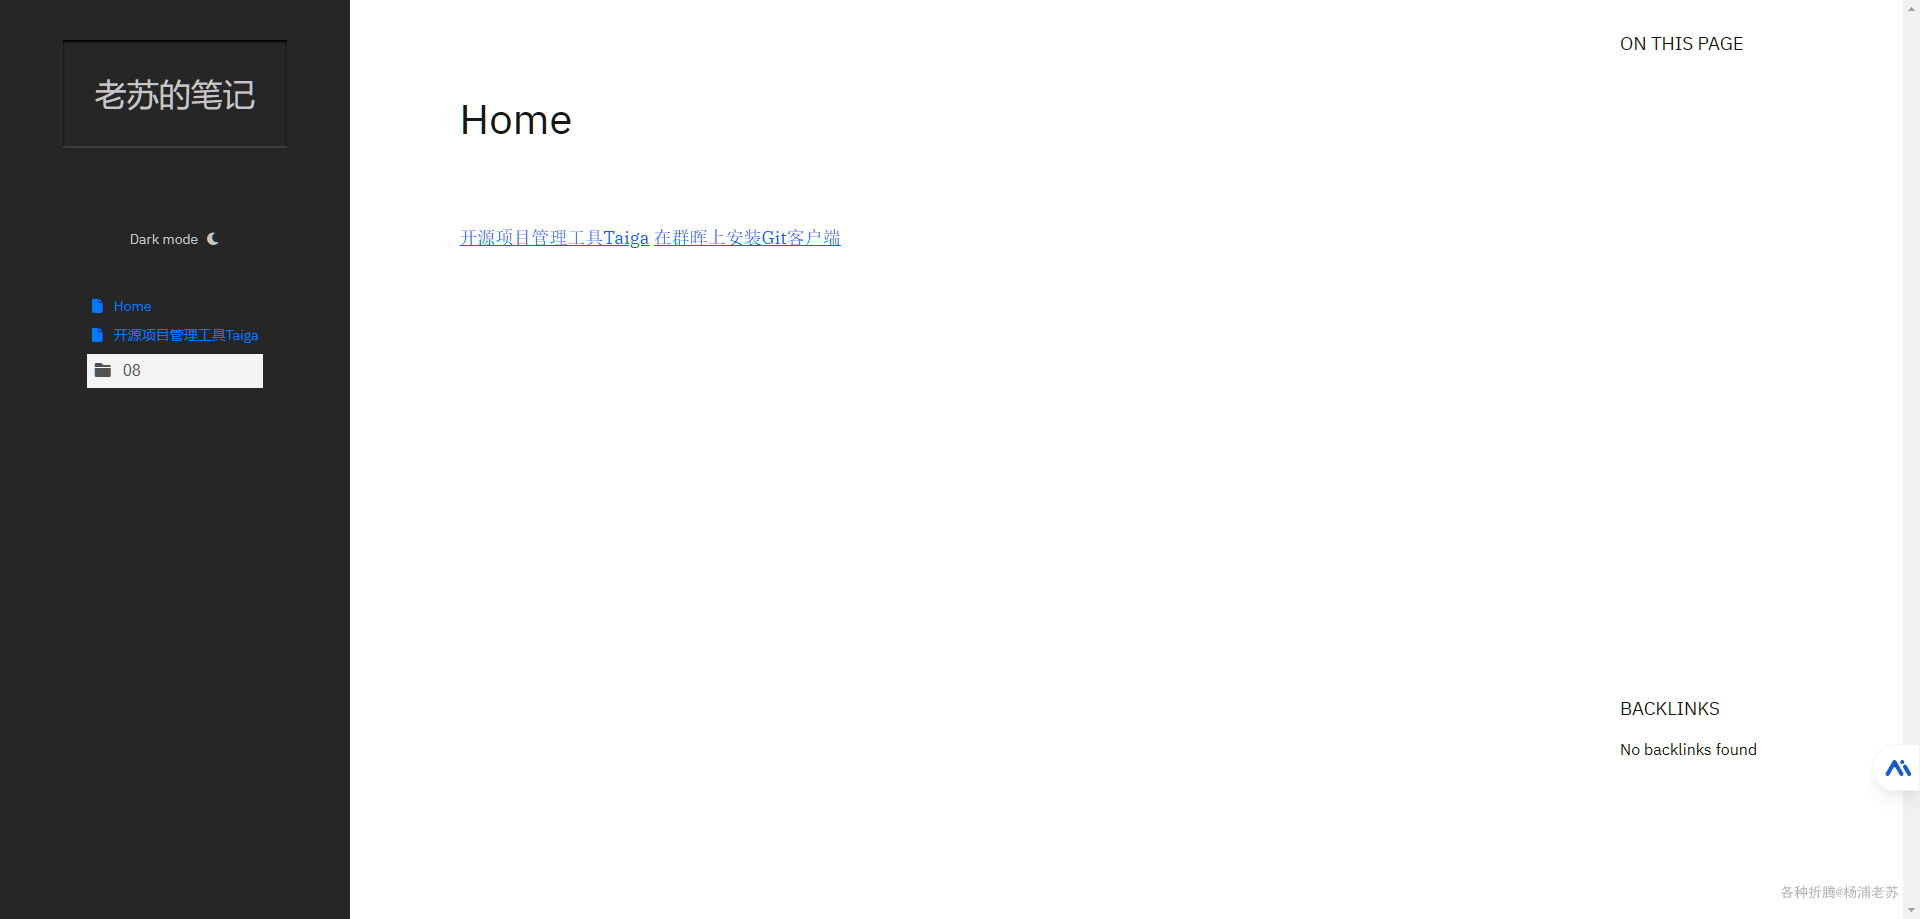 老苏的笔记
Dark mode
Home
开源项目管理工具Taiga
08
Home
开源项目管理工具Taiga 在群晖上安装Git客户端
ON THIS PAGE
BACKLINKS
No backlinks found
各种折腾@杨浦老苏